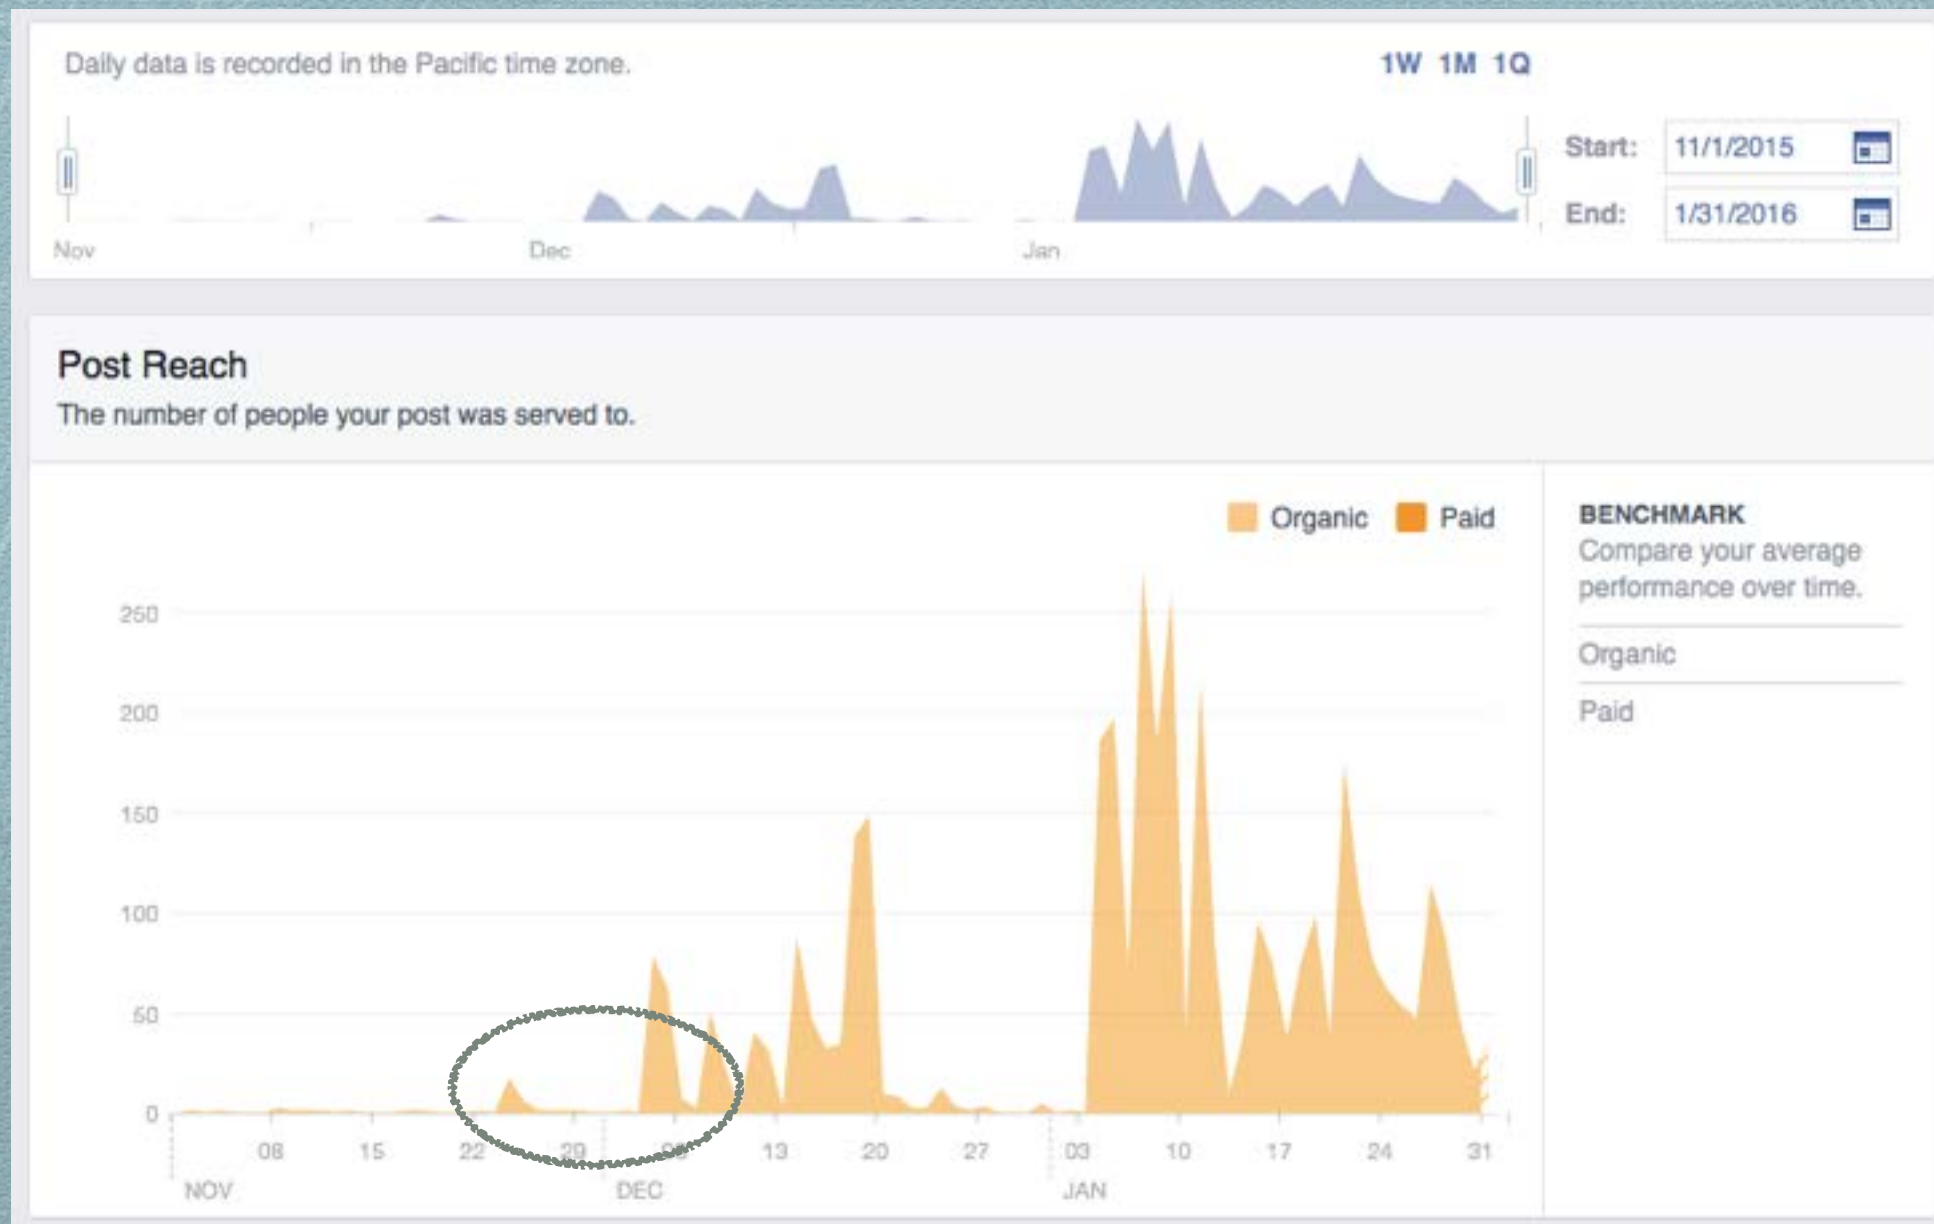 Daily data is recorded in the Pacific time zone.
1W 1M 1Q
Start: 11/1/2015
End: 1/31/2016
Nov Dec Jan
Post Reach
The number of people your post was served to.
Organic Paid
BENCHMARK
Compare your average
performance over time.
Organic
Paid
250
200
150
100
50
0
08 15 22 29 06 13 20 27 03 10 17 24 31
NOV DEC JAN